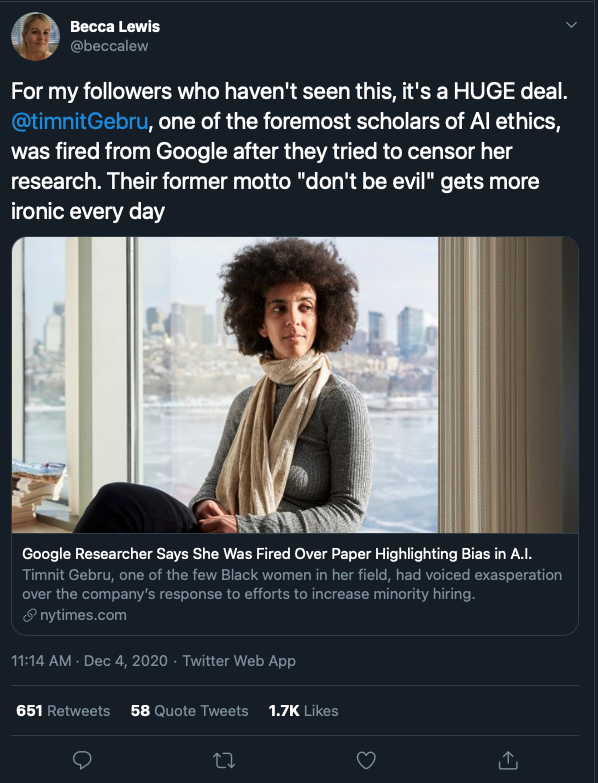 Becca Lewis
@beccalew
For my followers who haven't seen this, it's a HUGE deal.
@timnitGebru, one of the foremost scholars of AI ethics,
was fired from Google after they tried to censor her
research. Their former motto "don't be evil" gets more
ironic every day
Google Researcher Says She Was Fired Over Paper Highlighting Bias in A.I.
Timnit Gebru, one of the few Black women in her field, had voiced exasperation
over the company's response to efforts to increase minority hiring.
nytimes.com
11:14 AM · Dec 4, 2020 · Twitter Web App
651 Retweets 58 Quote Tweets 1.7K Likes